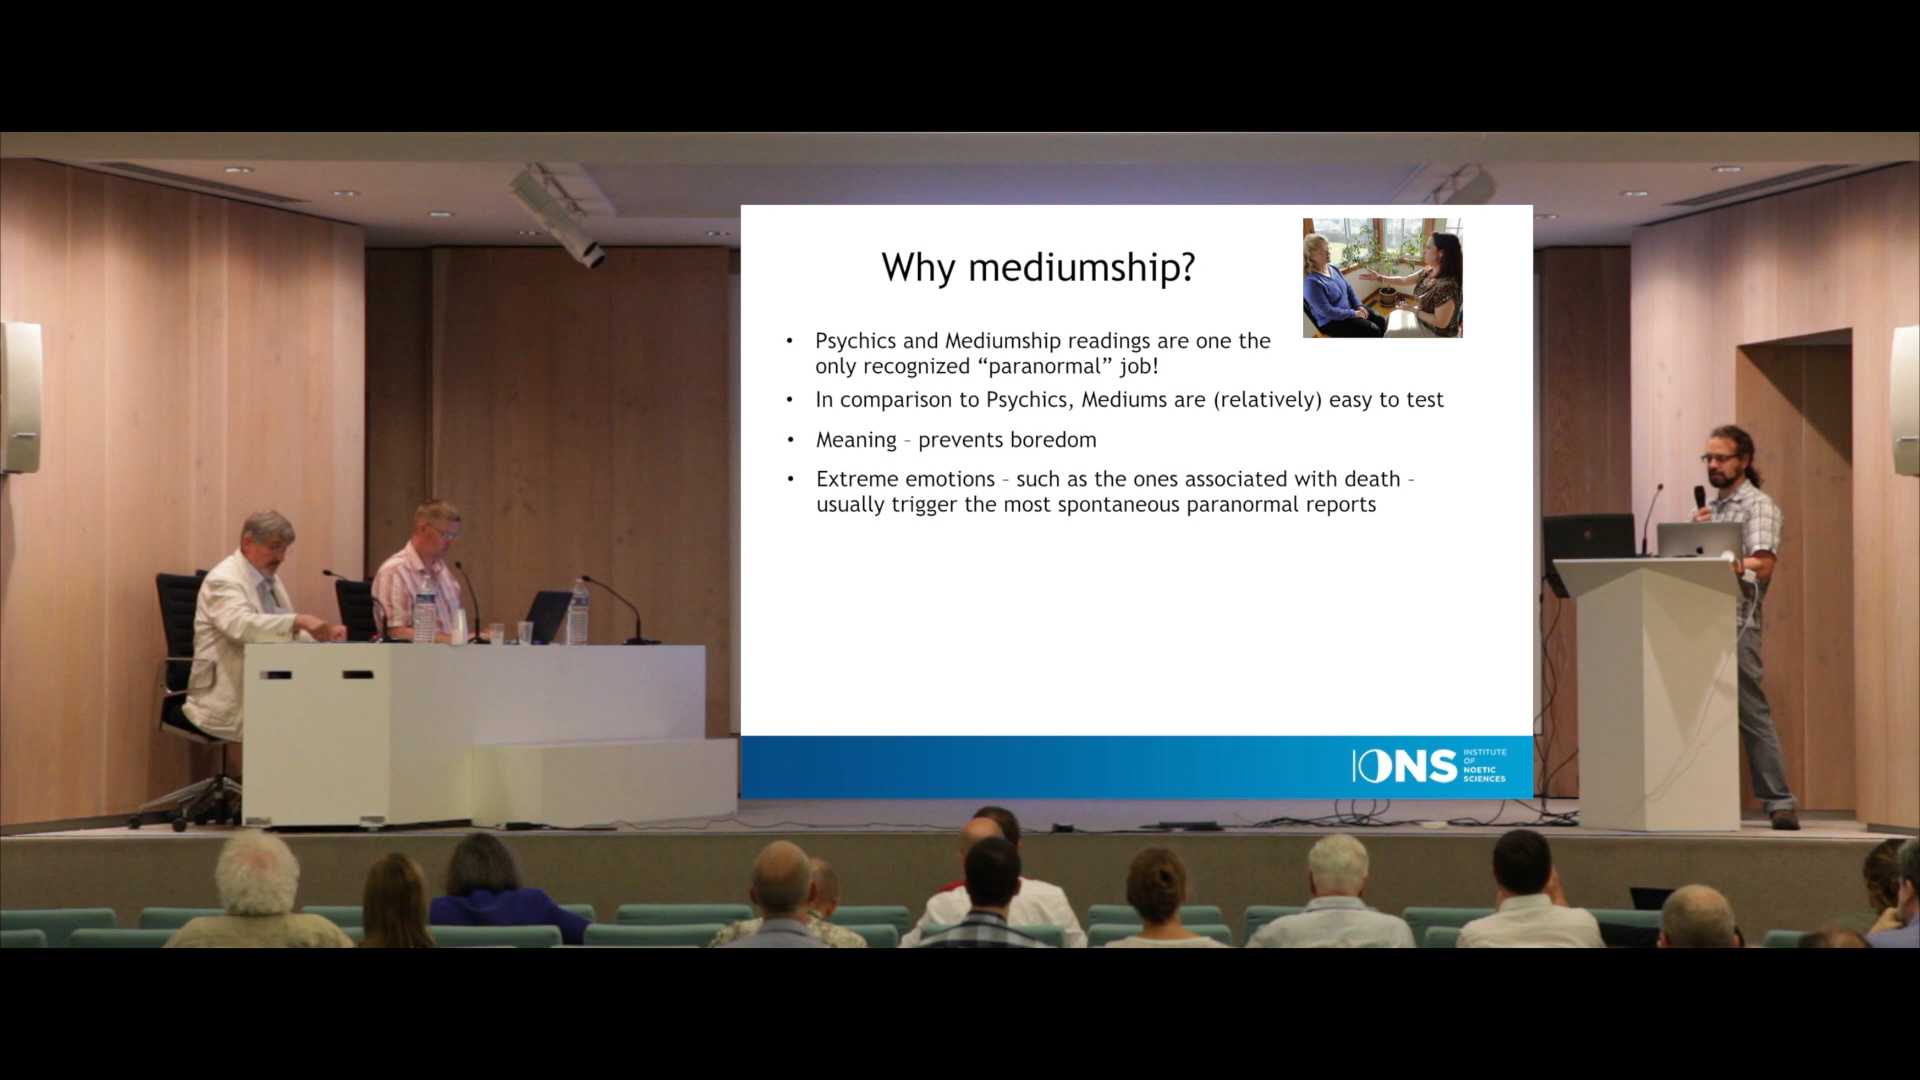 Why mediumship?
• Psychics and Mediumship readings are one the
only recognized “paranormal” job!
• In comparison to Psychics, Mediums are (relatively) easy to test
• Meaning – prevents boredom
• Extreme emotions – such as the ones associated with death –
usually trigger the most spontaneous paranormal reports
IONS
INSTITUTE
OF
NOETIC
SCIENCES